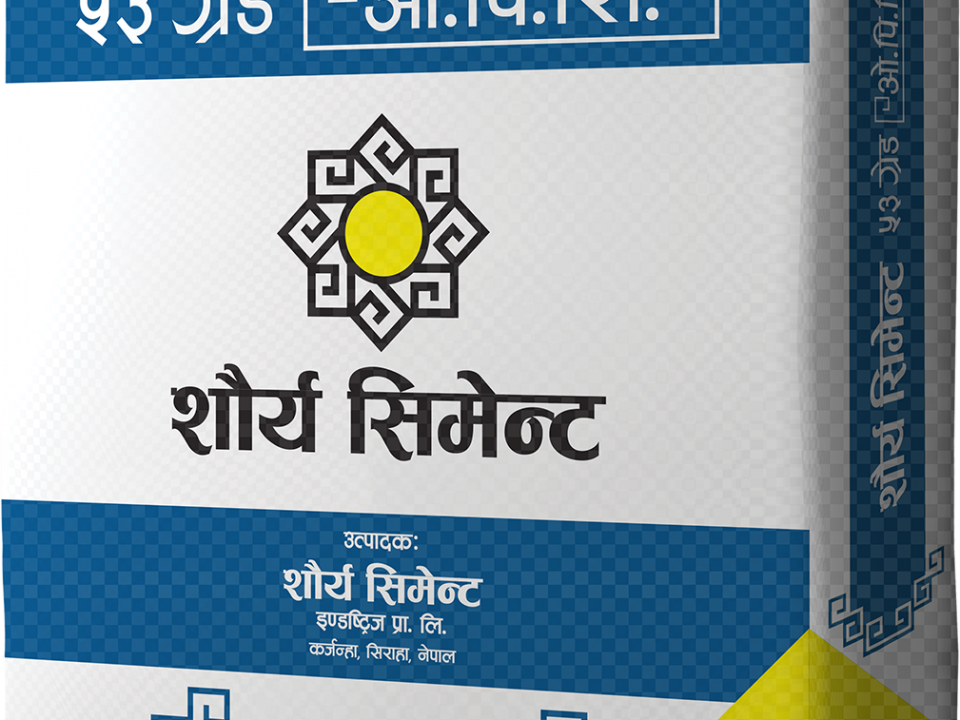 ५३ ग्रेड
ओ.पि.सि.
शौर्य सिमेन्ट
उत्पादक:
शौर्य सिमेन्ट
इण्डष्ट्रिज प्रा. लि.
कर्जन्हा, सिराहा, नेपाल
शौर्य सिमेन्ट ५३ ग्रेड ओ.पि.